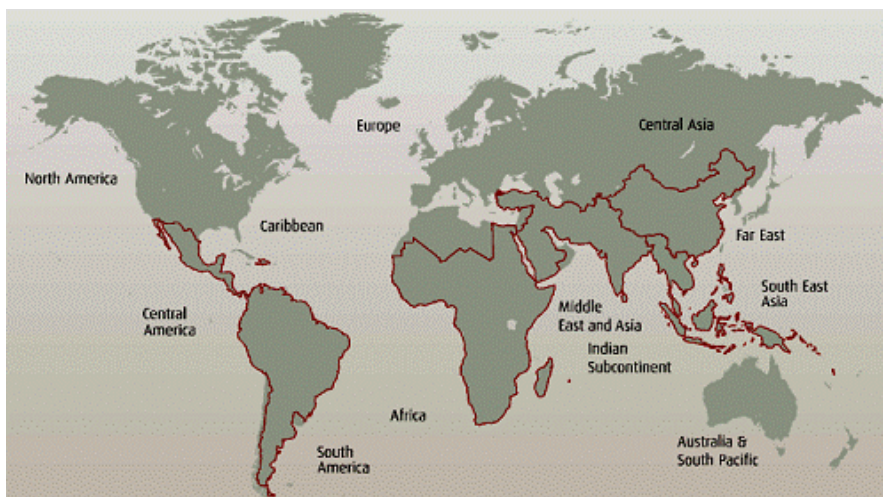 Europe
Central Asia
North America
Caribbean
Far East
South East
Asia
Central
America
Middle
East and Asia
Indian
Subcontinent
Africa
South
America
Australia &
South Pacific